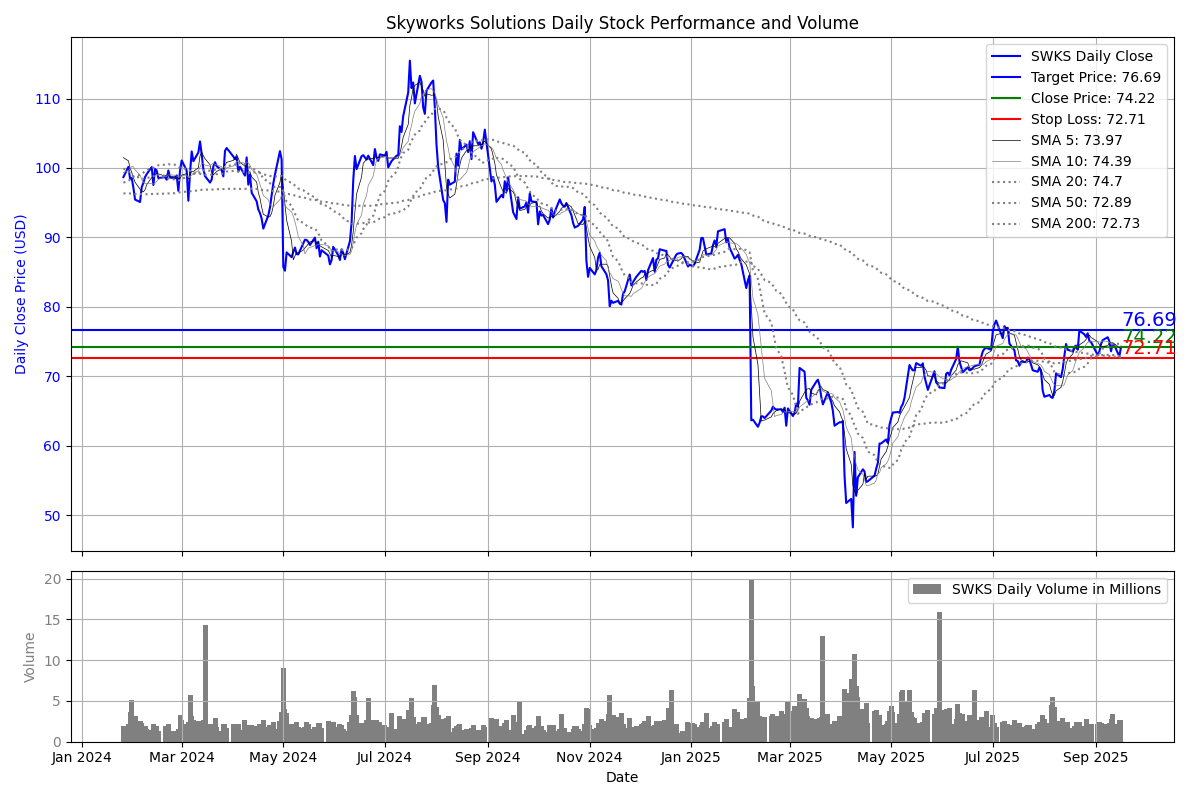 Skyworks Solutions Daily Stock Performance and Volume
Daily Close Price (USD)
110
100
90
80
70
60
50
SWKS Daily Close
Target Price: 76.69
Close Price: 74.22
Stop Loss: 72.71
SMA 5: 73.97
SMA 10: 74.39
SMA 20: 74.7
SMA 50: 72.89
SMA 200: 72.73
76.69
74.22
72.71
Volume
20
15
10
5
0
SWKS Daily Volume in Millions
Jan 2024
Mar 2024
May 2024
Jul 2024
Sep 2024
Nov 2024
Jan 2025
Mar 2025
May 2025
Jul 2025
Sep 2025
Date